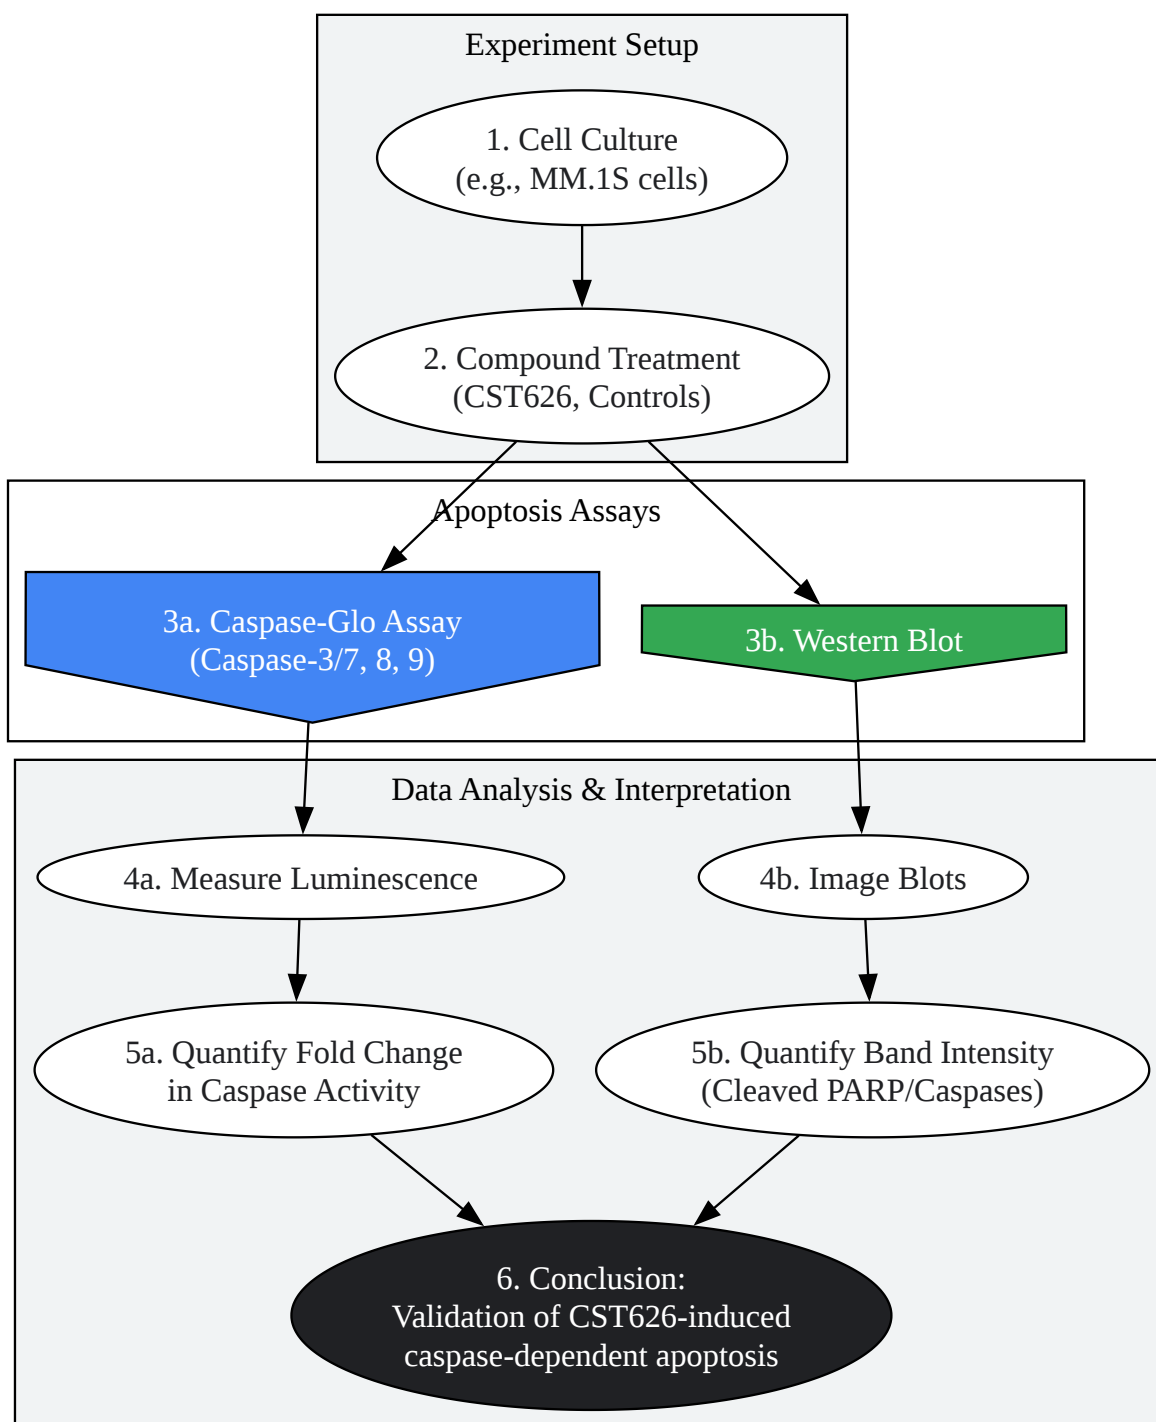 Experiment Setup
1. Cell Culture
(e.g., MM.1S cells)
2. Compound Treatment
(CST626, Controls)
Apoptosis Assays
3a. Caspase-Glo Assay
(Caspase-3/7, 8, 9)
3b. Western Blot
Data Analysis & Interpretation
4a. Measure Luminescence
4b. Image Blots
5a. Quantify Fold Change
in Caspase Activity
5b. Quantify Band Intensity
(Cleaved PARP/Caspases)
6. Conclusion:
Validation of CST626-induced
caspase-dependent apoptosis